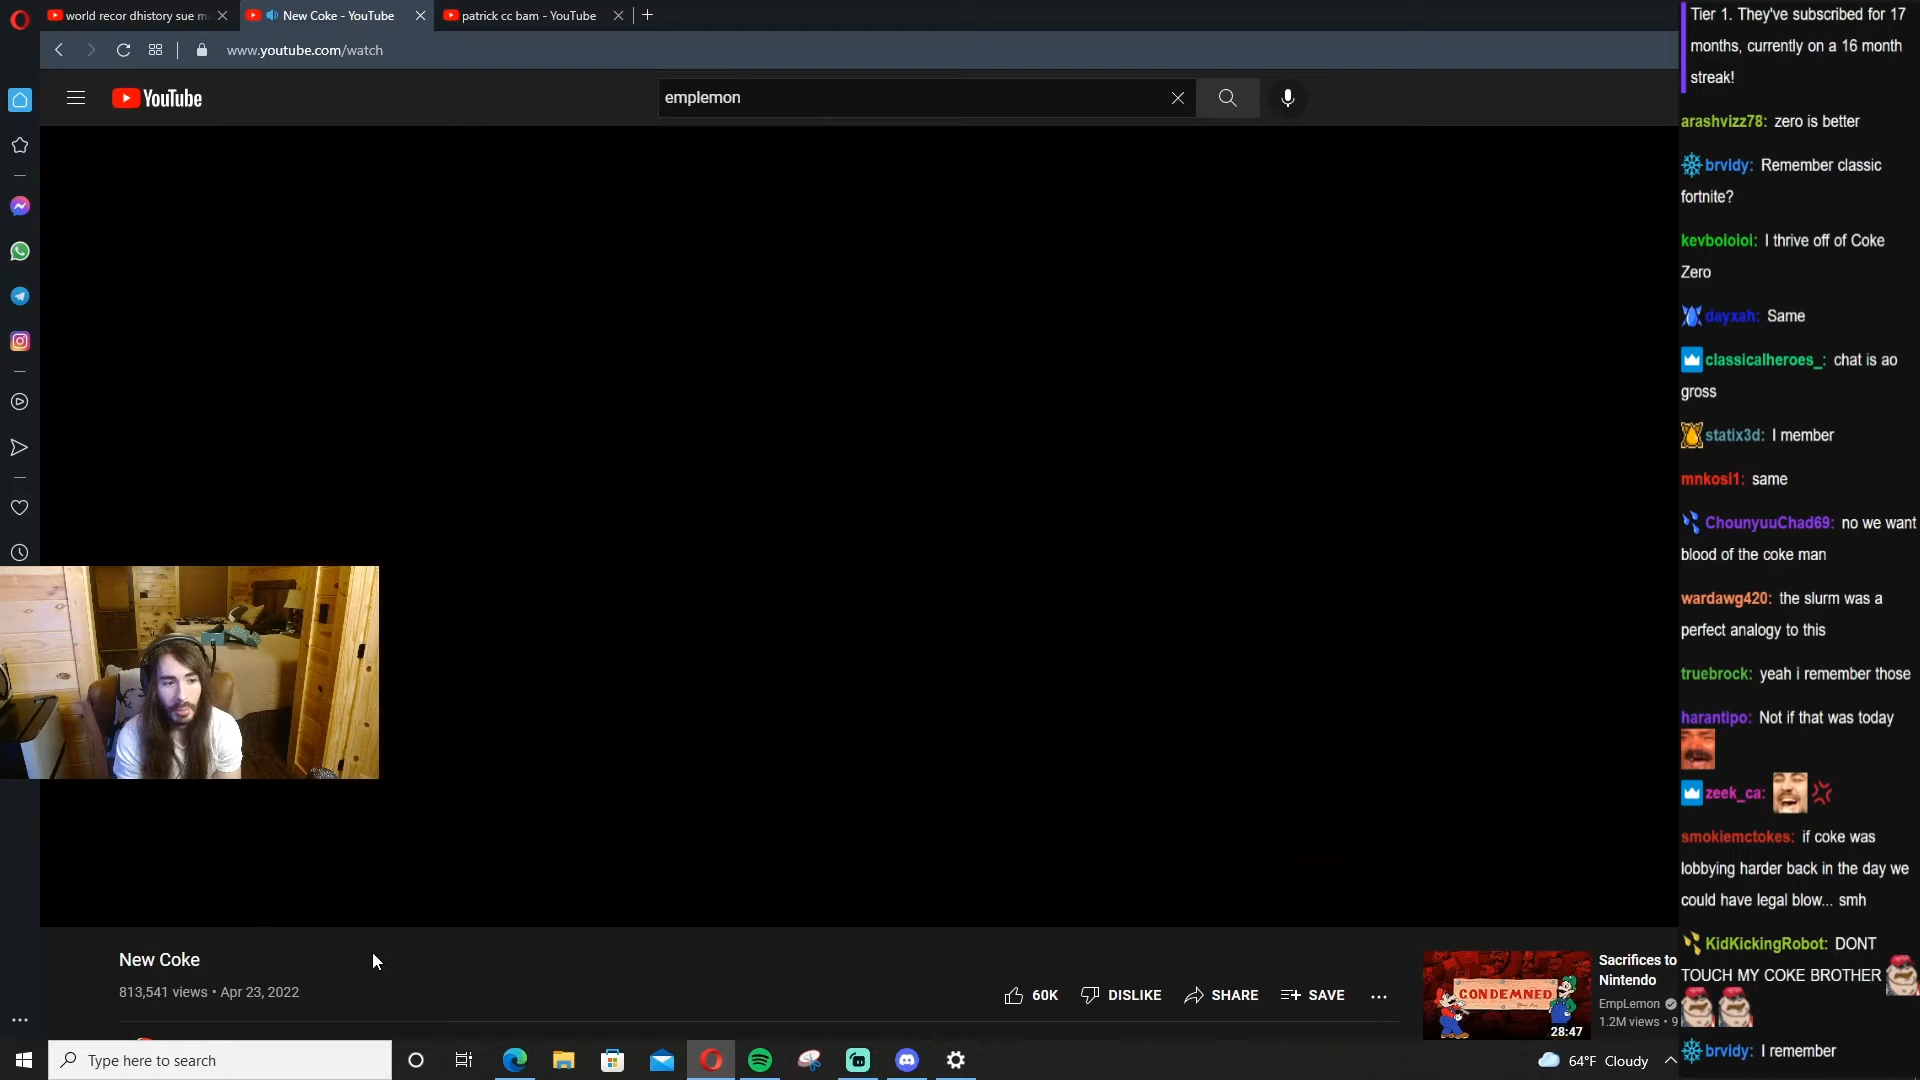 world recor dhistory sue m
New Coke - YouTube
patrick cc bam - YouTube
www.youtube.com/watch
YouTube
emplemon
New Coke
813,541 views • Apr 23, 2022
60K
DISLIKE
SHARE
SAVE
CONDEMNED
28:47
Sacrifices to
Nintendo
EmpLemon
1.2M views • 9
Type here to search
64°F Cloudy
Tier 1. They've subscribed for 17
months, currently on a 16 month
streak!
arashvizz78: zero is better
brvldy: Remember classic
fortnite?
kevboloioi: I thrive off of Coke
Zero
dayxah: Same
classicalheroes_: chat is ao
gross
statix3d: I member
mnkosi1: same
ChounyuuChad69: no we want
blood of the coke man
wardawg420: the slurm was a
perfect analogy to this
truebrock: yeah i remember those
harantipo: Not if that was today
zeek_ca:
smokiemctokes: if coke was
lobbying harder back in the day we
could have legal blow... smh
KidKickingRobot: DONT
TOUCH MY COKE BROTHER
brvldy: I remember